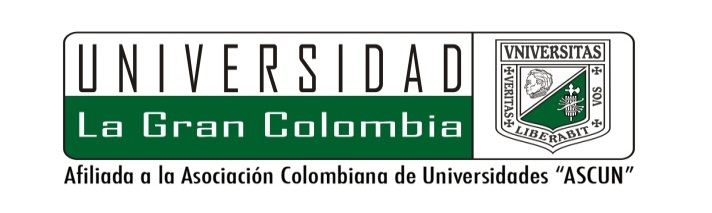 UNIVERSIDAD
La Gran Colombia
VNIVERSITAS
VERITAS
VOS
LIBERABIT
Afiliada a la Asociación Colombiana de Universidades “ASCUN”